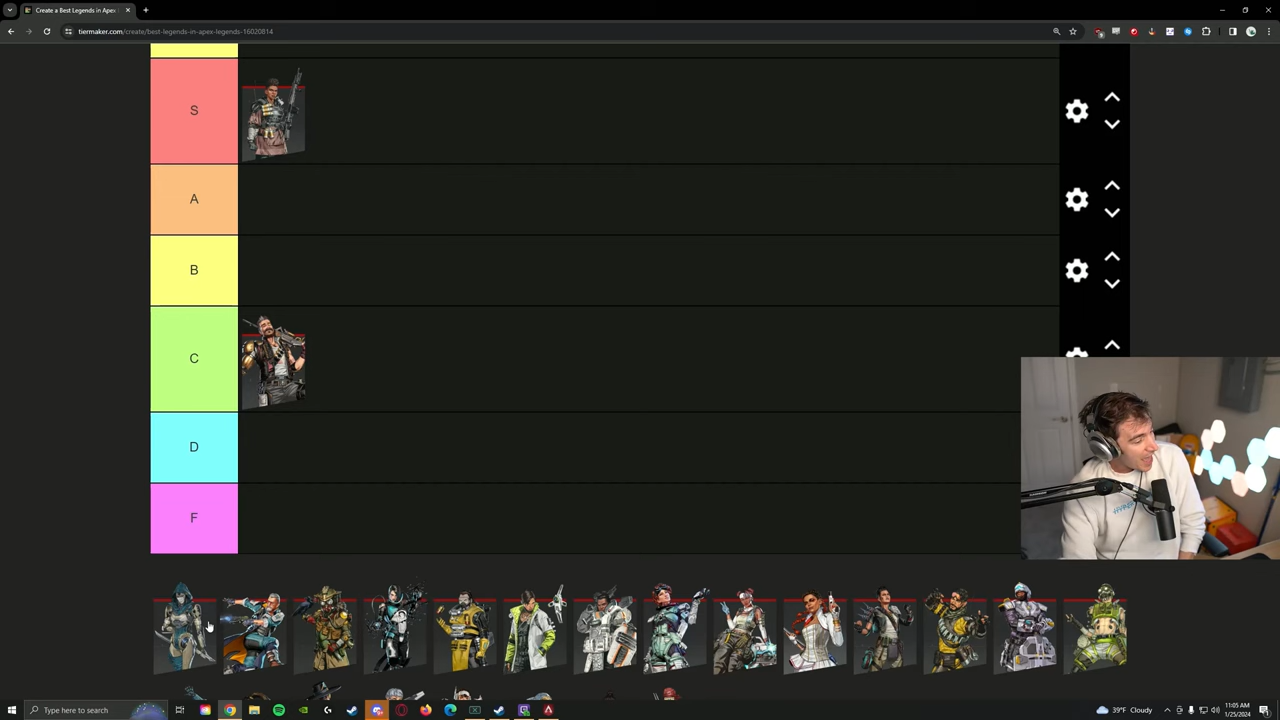 Create a Best Legends in Apex
tiermaker.com/create/best-legends-in-apex-legends-16020814
S
A
B
C
D
F
Type here to search
39°F Cloudy
11:05 AM
1/25/2024